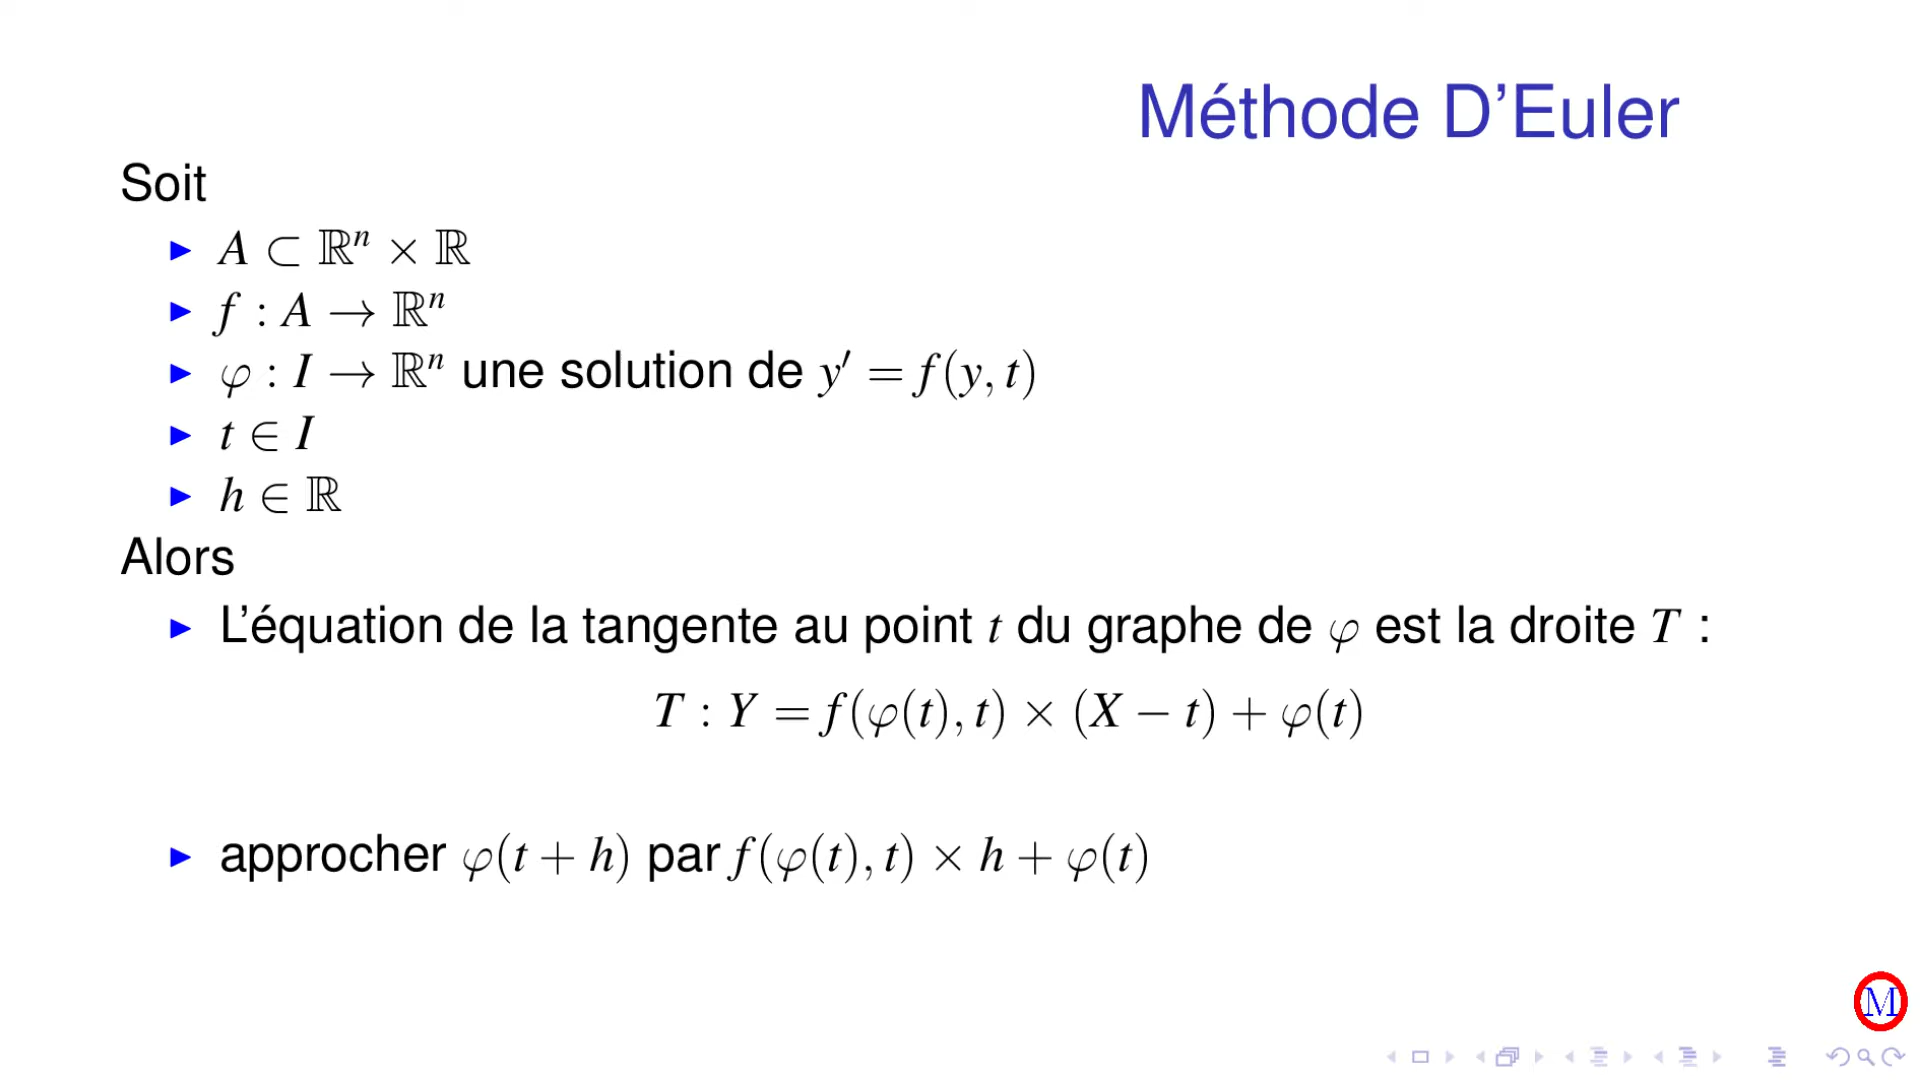 Méthode D'Euler
Soit
▶ A ⊂ ℝⁿ × ℝ
▶ f : A → ℝⁿ
▶ φ : I → ℝⁿ une solution de y′ = f(y, t)
▶ t ∈ I
▶ h ∈ ℝ
Alors
▶ L'équation de la tangente au point t du graphe de φ est la droite T :
T : Y = f(φ(t), t) × (X − t) + φ(t)
▶ approcher φ(t + h) par f(φ(t), t) × h + φ(t)
M